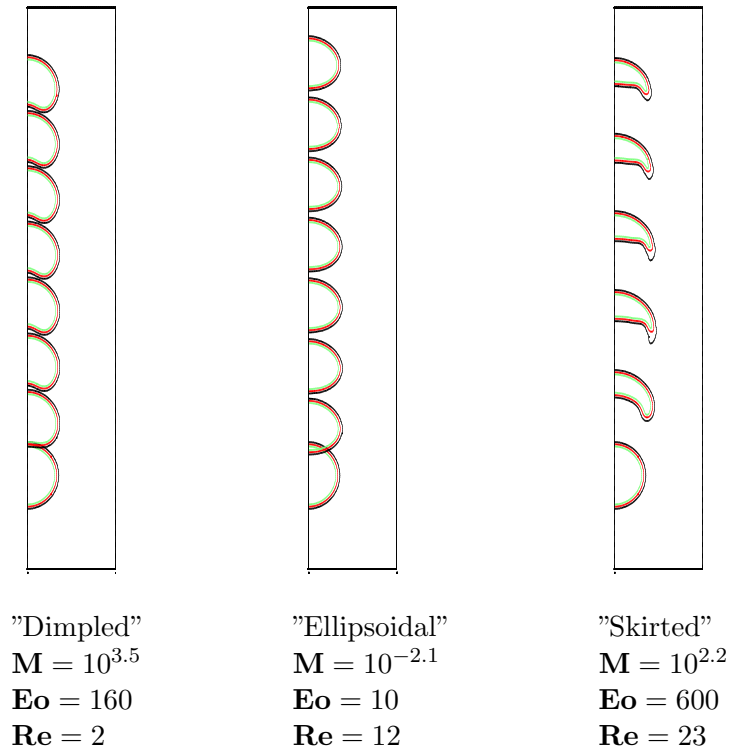 ”Dimpled”
M = 10^3.5
Eo = 160
Re = 2
”Ellipsoidal”
M = 10^−2.1
Eo = 10
Re = 12
”Skirted”
M = 10^2.2
Eo = 600
Re = 23